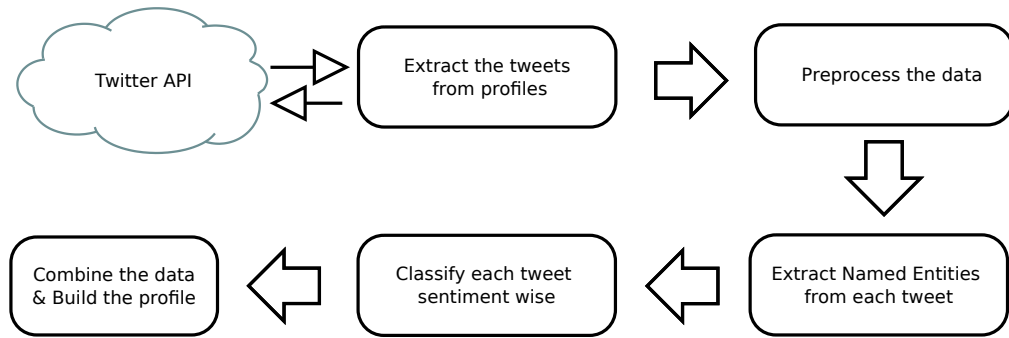 Twitter API
Extract the tweets
from profiles
Preprocess the data
Extract Named Entities
from each tweet
Classify each tweet
sentiment wise
Combine the data
& Build the profile